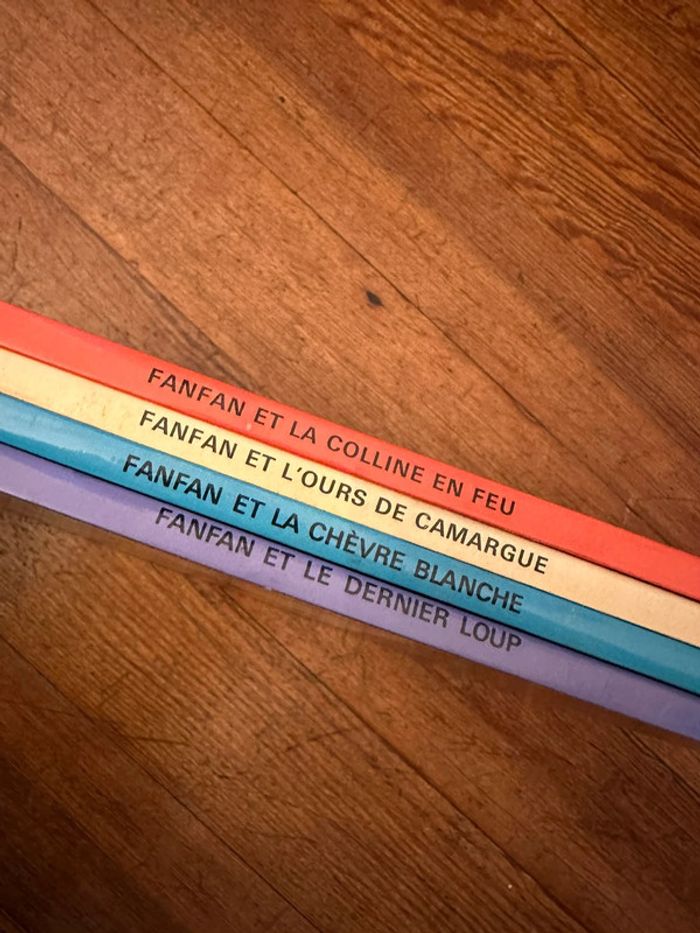 FANFAN ET LA COLLINE EN FEU
FANFAN ET L'OURS DE CAMARGUE
FANFAN ET LA CHÈVRE BLANCHE
FANFAN ET LE DERNIER LOUP